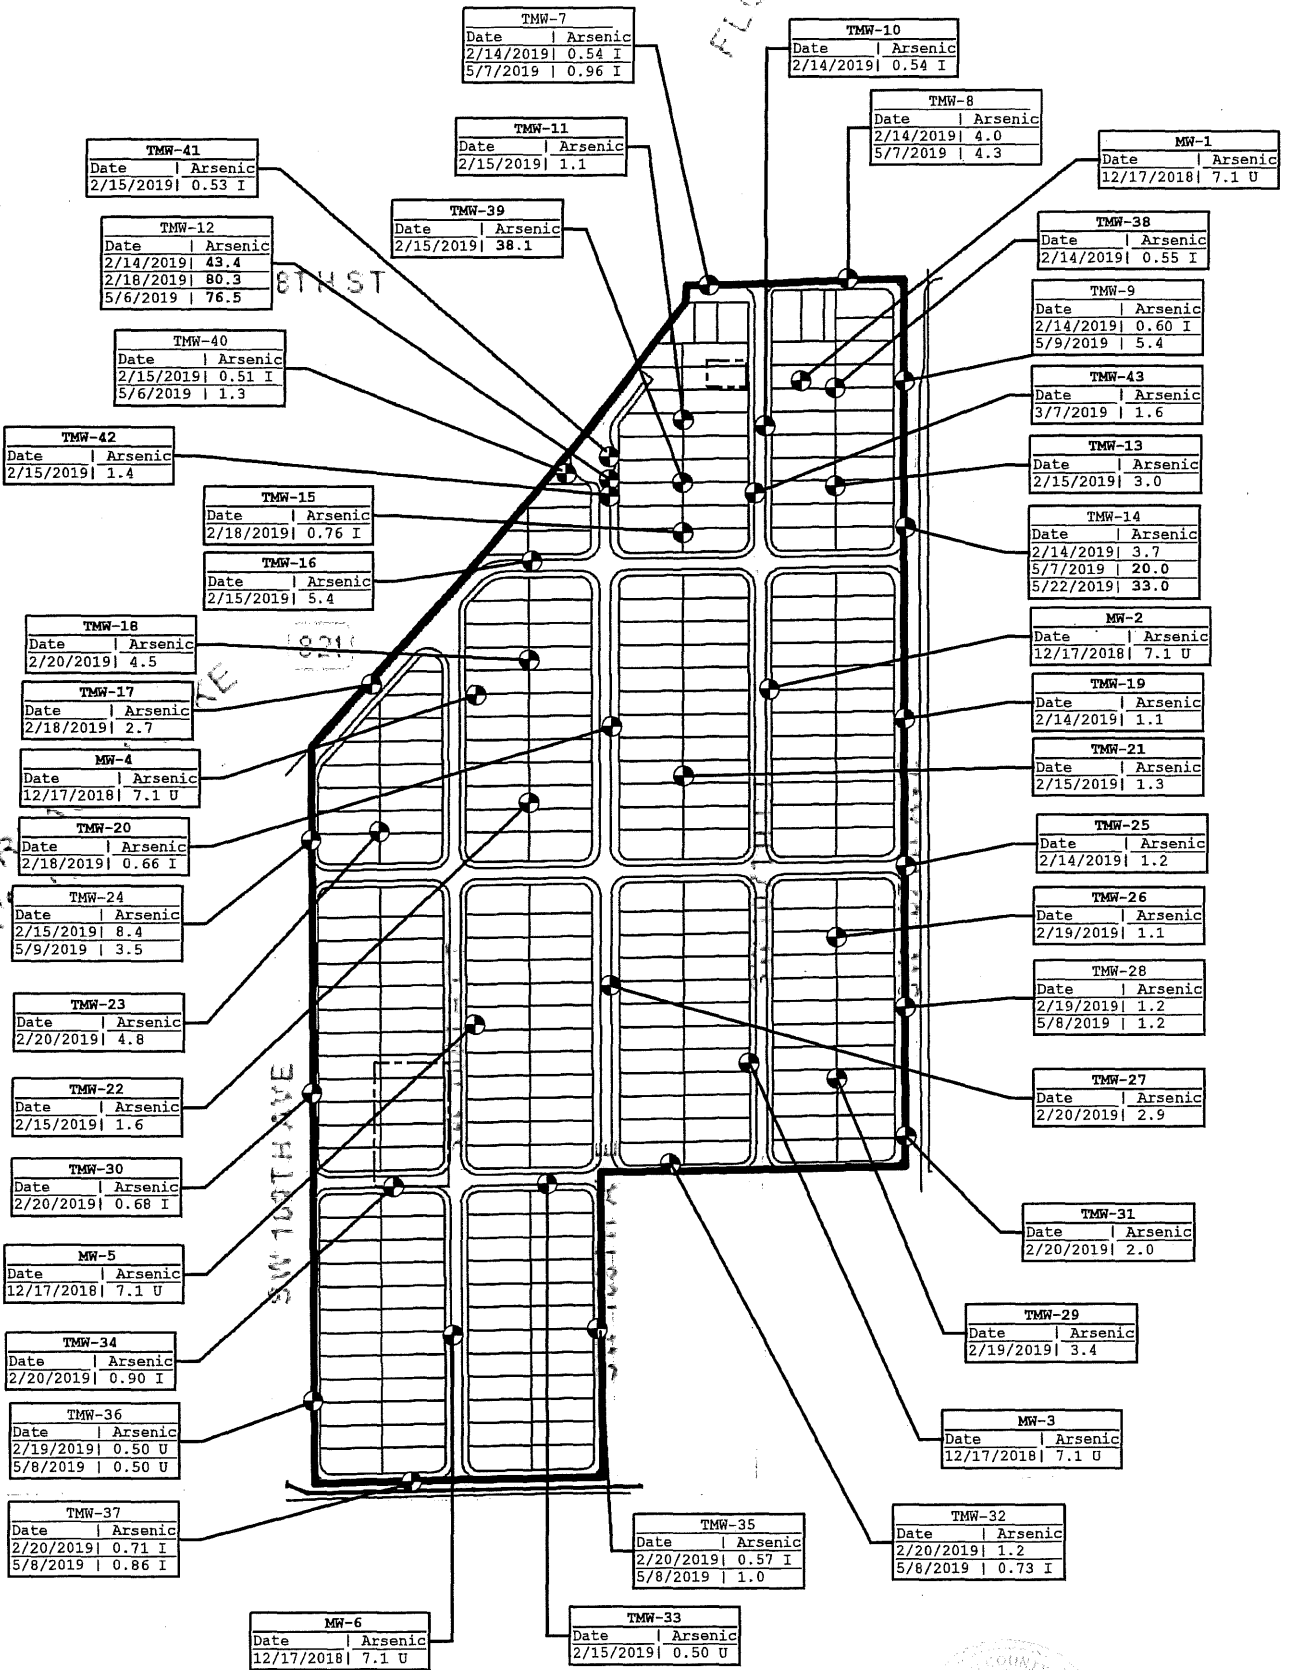 TMW-7
Date | Arsenic
2/14/2019| 0.54 I
5/7/2019 | 0.96 I
TMW-10
Date | Arsenic
2/14/2019| 0.54 I
TMW-8
Date | Arsenic
2/14/2019| 4.0
5/7/2019 | 4.3
TMW-11
Date | Arsenic
2/15/2019| 1.1
MW-1
Date | Arsenic
12/17/2018| 7.1 U
TMW-41
Date | Arsenic
2/15/2019| 0.53 I
TMW-39
Date | Arsenic
2/15/2019| 38.1
TMW-38
Date | Arsenic
2/14/2019| 0.55 I
TMW-12
Date | Arsenic
2/14/2019| 43.4
2/18/2019| 80.3
5/6/2019 | 76.5
8TH ST
TMW-9
Date | Arsenic
2/14/2019| 0.60 I
5/9/2019 | 5.4
TMW-40
Date | Arsenic
2/15/2019| 0.51 I
5/6/2019 | 1.3
TMW-43
Date | Arsenic
3/7/2019 | 1.6
TMW-42
Date | Arsenic
2/15/2019| 1.4
TMW-13
Date | Arsenic
2/15/2019| 3.0
TMW-15
Date | Arsenic
2/18/2019| 0.76 I
TMW-14
Date | Arsenic
2/14/2019| 3.7
5/7/2019 | 20.0
5/22/2019| 33.0
TMW-16
Date | Arsenic
2/15/2019| 5.4
TMW-18
Date | Arsenic
2/20/2019| 4.5
821
MW-2
Date | Arsenic
12/17/2018| 7.1 U
TMW-17
Date | Arsenic
2/18/2019| 2.7
TMW-19
Date | Arsenic
2/14/2019| 1.1
MW-4
Date | Arsenic
12/17/2018| 7.1 U
TMW-21
Date | Arsenic
2/15/2019| 1.3
TMW-20
Date | Arsenic
2/18/2019| 0.66 I
TMW-25
Date | Arsenic
2/14/2019| 1.2
TMW-24
Date | Arsenic
2/15/2019| 8.4
5/9/2019 | 3.5
TMW-26
Date | Arsenic
2/19/2019| 1.1
TMW-28
Date | Arsenic
2/19/2019| 1.2
5/8/2019 | 1.2
TMW-23
Date | Arsenic
2/20/2019| 4.8
TMW-27
Date | Arsenic
2/20/2019| 2.9
TMW-22
Date | Arsenic
2/15/2019| 1.6
TMW-30
Date | Arsenic
2/20/2019| 0.68 I
TMW-31
Date | Arsenic
2/20/2019| 2.0
MW-5
Date | Arsenic
12/17/2018| 7.1 U
TMW-29
Date | Arsenic
2/19/2019| 3.4
TMW-34
Date | Arsenic
2/20/2019| 0.90 I
TMW-36
Date | Arsenic
2/19/2019| 0.50 U
5/8/2019 | 0.50 U
MW-3
Date | Arsenic
12/17/2018| 7.1 U
TMW-37
Date | Arsenic
2/20/2019| 0.71 I
5/8/2019 | 0.86 I
TMW-35
Date | Arsenic
2/20/2019| 0.57 I
5/8/2019 | 1.0
TMW-32
Date | Arsenic
2/20/2019| 1.2
5/8/2019 | 0.73 I
MW-6
Date | Arsenic
12/17/2018| 7.1 U
TMW-33
Date | Arsenic
2/15/2019| 0.50 U